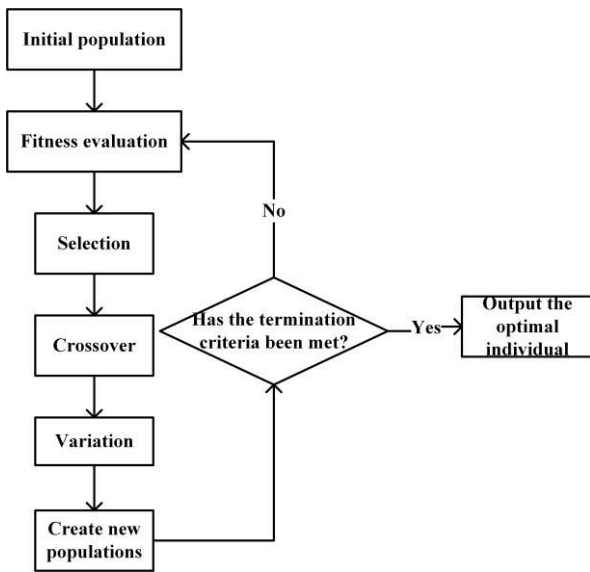 Initial population
Fitness evaluation
No
Selection
Has the termination
criteria been met?
Yes
Output the
optimal
individual
Crossover
Variation
Create new
populations